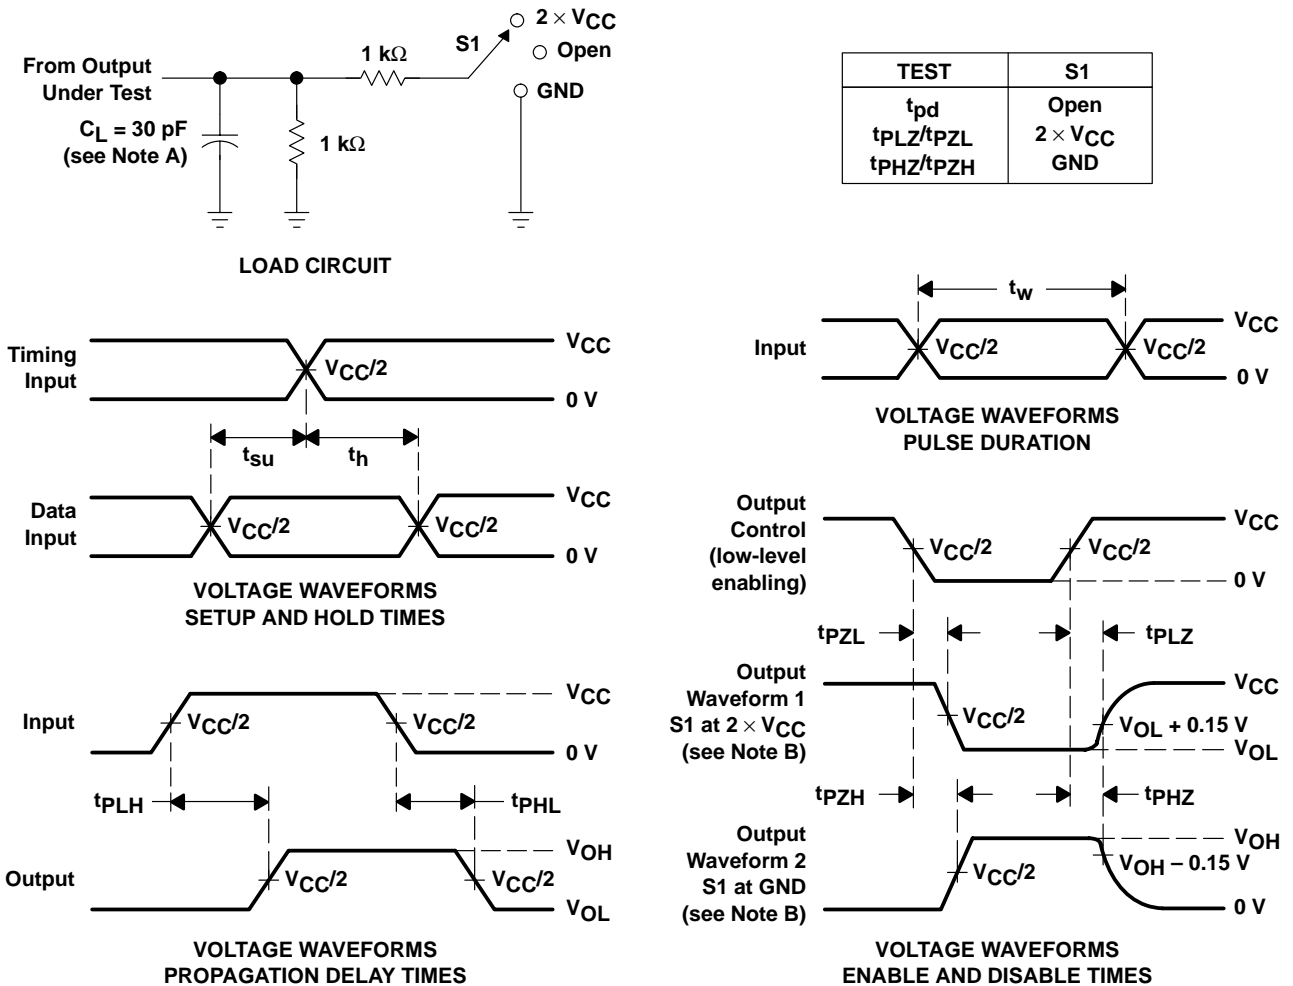 2 × VCC
S1
Open
1 kΩ
From Output
Under Test
GND
CL = 30 pF
(see Note A)
1 kΩ
LOAD CIRCUIT
TEST S1
tpd Open
tPLZ/tPZL 2 × VCC
tPHZ/tPZH GND
tw
Input
VCC/2
VCC/2
VCC
0 V
VOLTAGE WAVEFORMS
PULSE DURATION
Timing
Input
VCC/2
VCC
0 V
tsu
th
Data
Input
VCC/2
VCC/2
VCC
0 V
VOLTAGE WAVEFORMS
SETUP AND HOLD TIMES
Input
VCC/2
VCC/2
VCC
0 V
tPLH
tPHL
Output
VCC/2
VCC/2
VOH
VOL
VOLTAGE WAVEFORMS
PROPAGATION DELAY TIMES
Output
Control
(low-level
enabling)
VCC/2
VCC/2
VCC
0 V
tPZL
tPLZ
Output
Waveform 1
S1 at 2 × VCC
(see Note B)
VCC/2
VCC
VOL + 0.15 V
VOL
tPZH
tPHZ
Output
Waveform 2
S1 at GND
(see Note B)
VCC/2
VOH
VOH − 0.15 V
0 V
VOLTAGE WAVEFORMS
ENABLE AND DISABLE TIMES